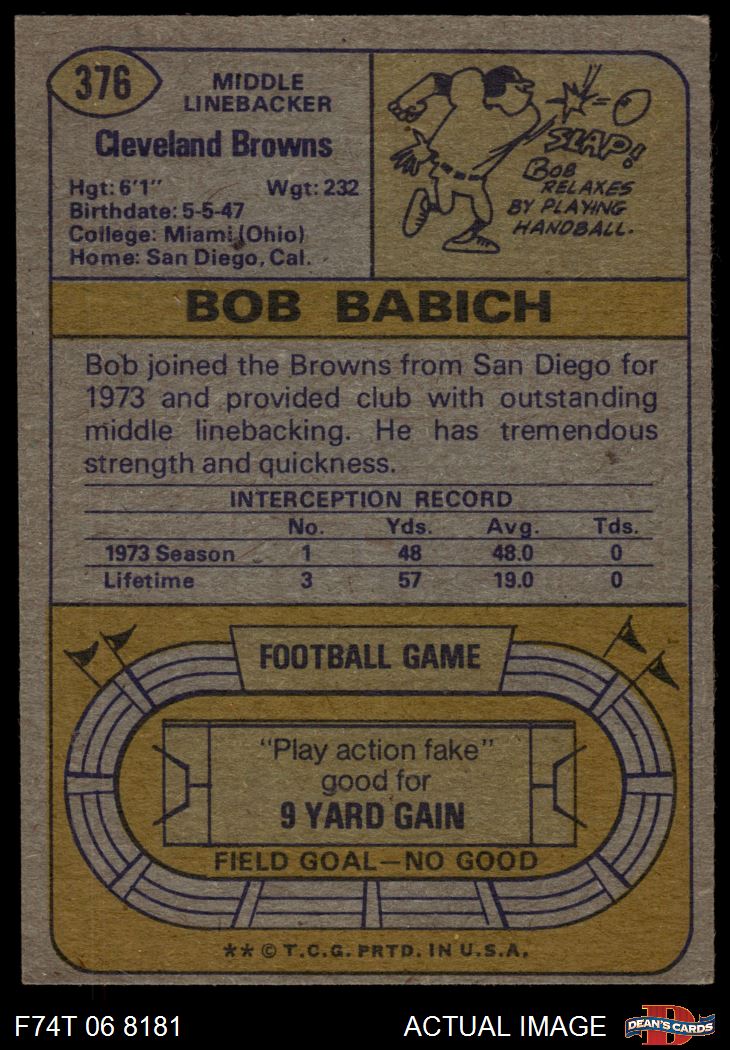 376
MIDDLE
LINEBACKER
Cleveland Browns
Hgt: 6'1" Wgt: 232
Birthdate: 5-5-47
College: Miami (Ohio)
Home: San Diego, Cal.
SLAP!
BOB
RELAXES
BY PLAYING
HANDBALL.
BOB BABICH
Bob joined the Browns from San Diego for
1973 and provided club with outstanding
middle linebacking. He has tremendous
strength and quickness.
INTERCEPTION RECORD
No. Yds. Avg. Tds.
1973 Season 1 48 48.0 0
Lifetime 3 57 19.0 0
FOOTBALL GAME
"Play action fake"
good for
9 YARD GAIN
FIELD GOAL—NO GOOD
** © T.C.G. PRTD. IN U.S.A.
F74T 06 8181 ACTUAL IMAGE D DEAN'S CARDS